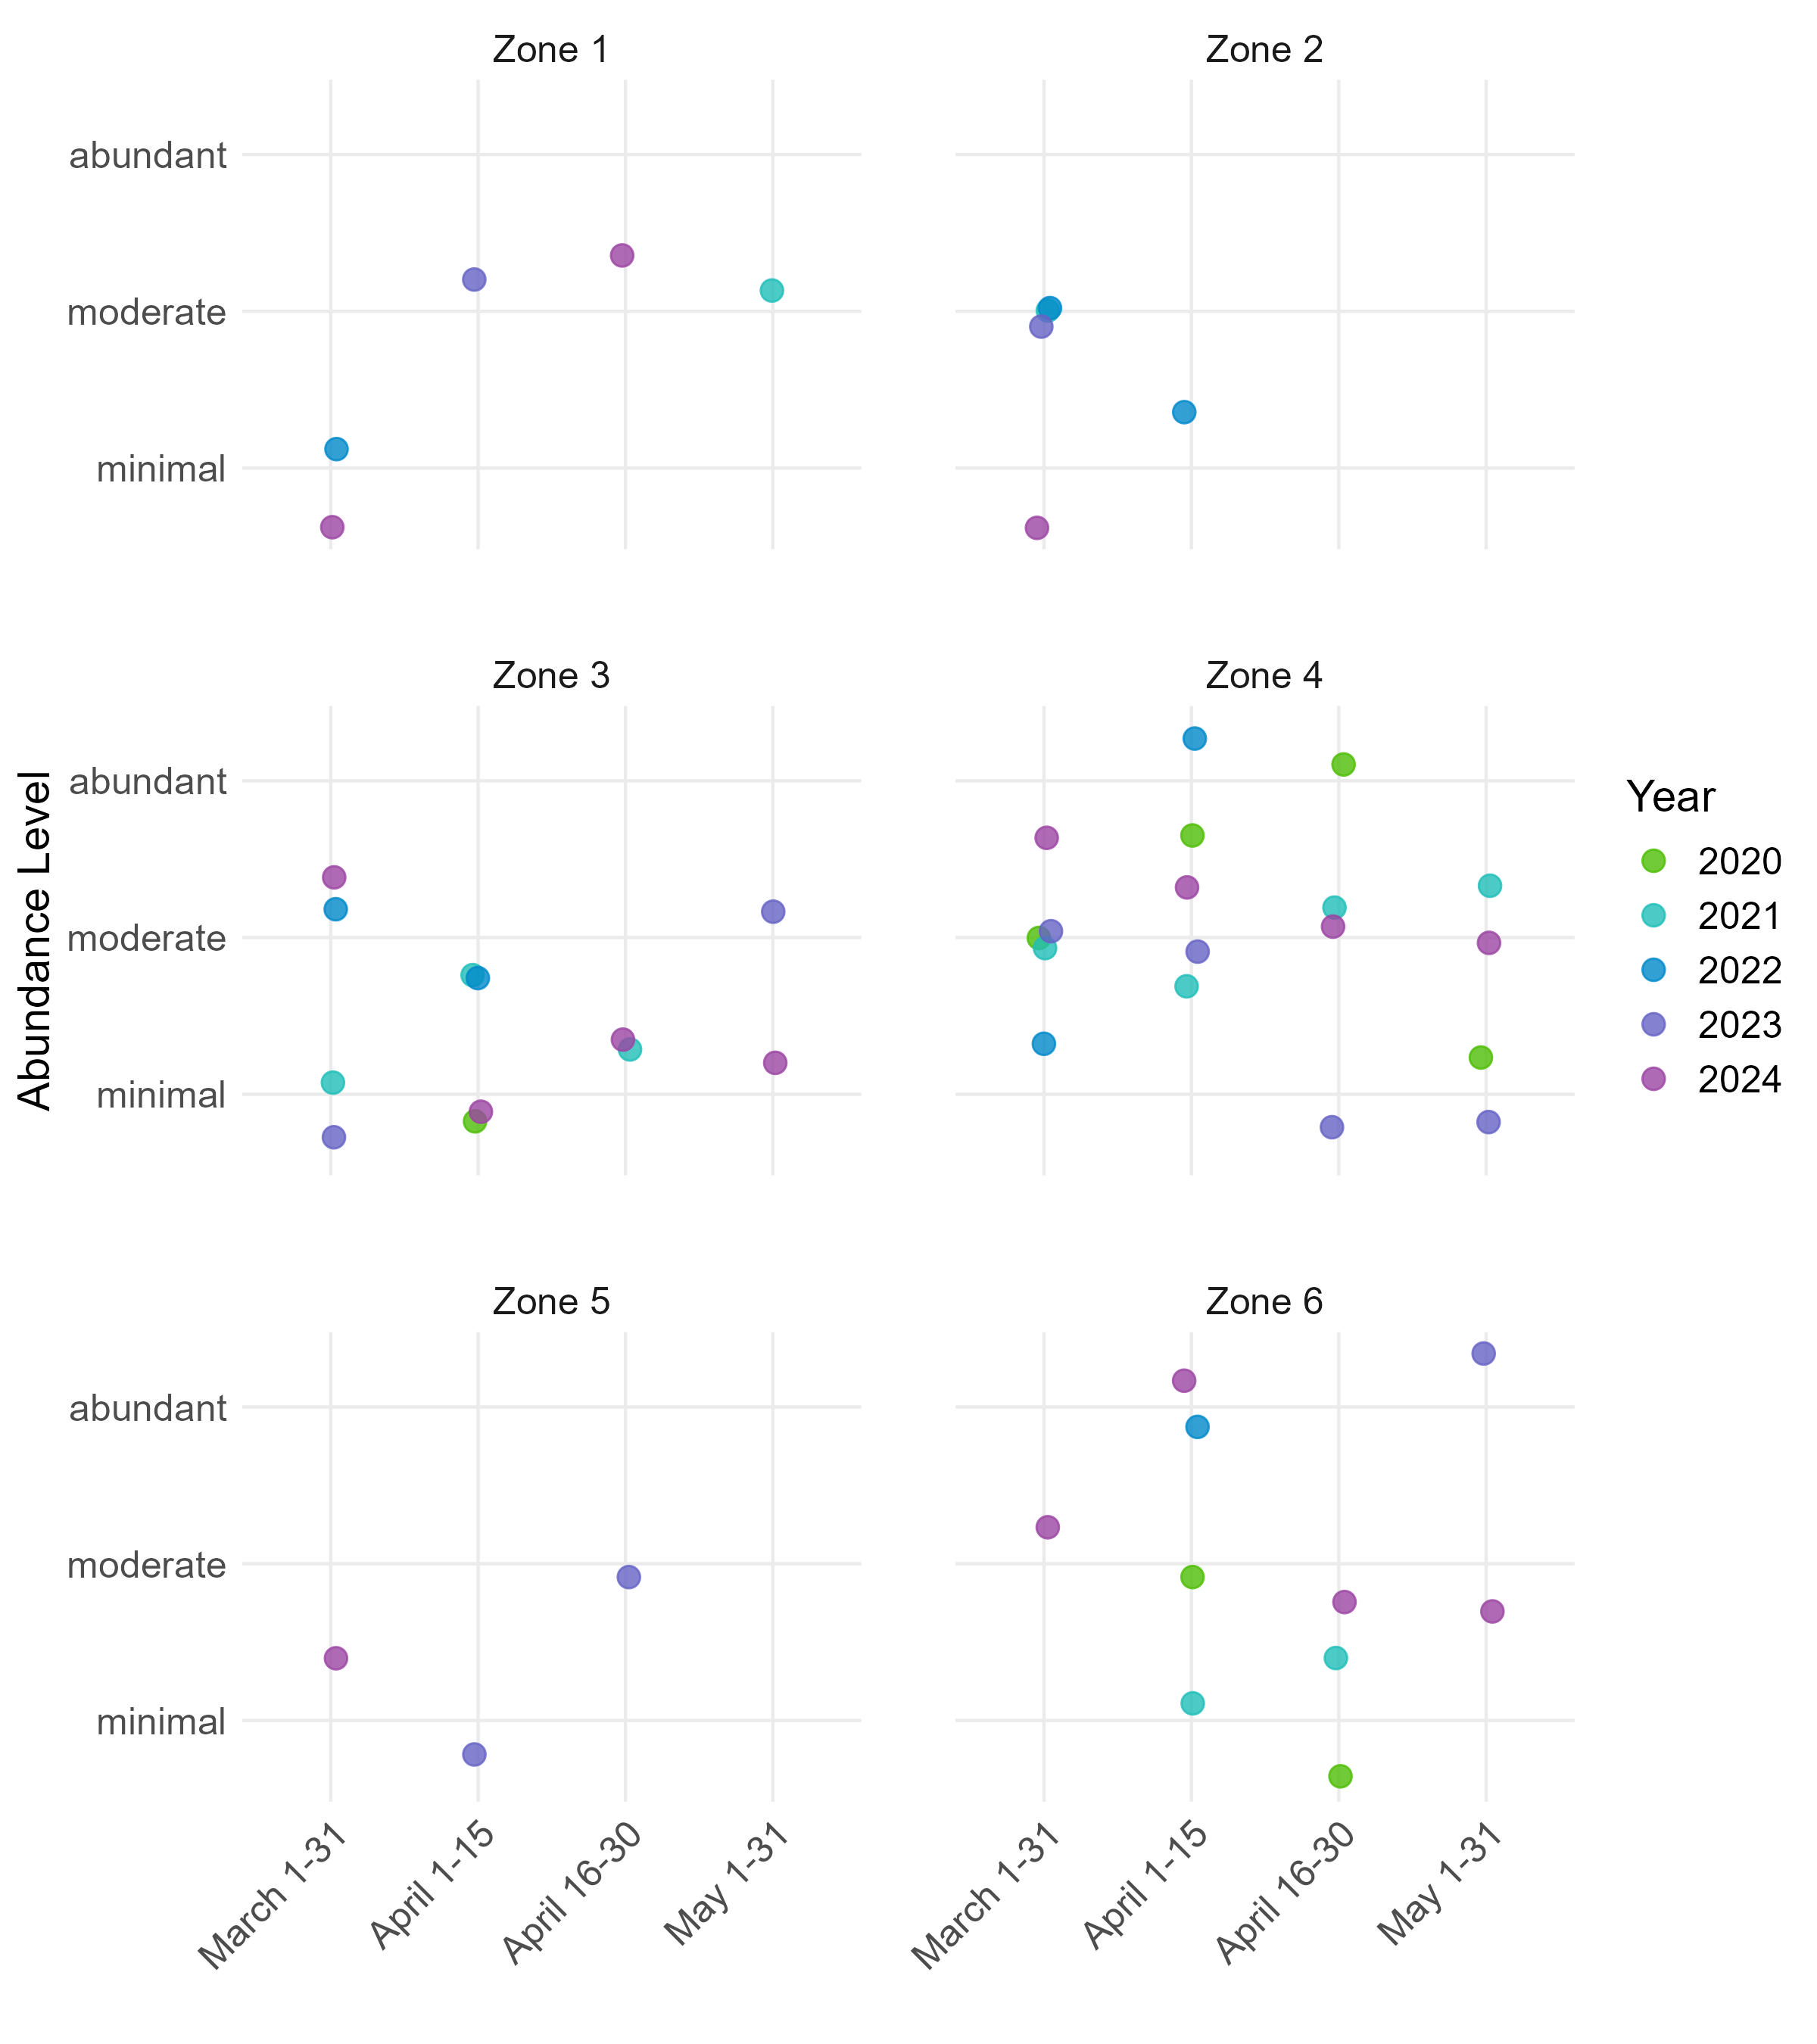 Zone 1
Zone 2
abundant
moderate
minimal
Zone 3
Zone 4
Abundance Level
abundant
moderate
minimal
Year
2020
2021
2022
2023
2024
Zone 5
Zone 6
abundant
moderate
minimal
March 1-31
April 1-15
April 16-30
May 1-31
March 1-31
April 1-15
April 16-30
May 1-31